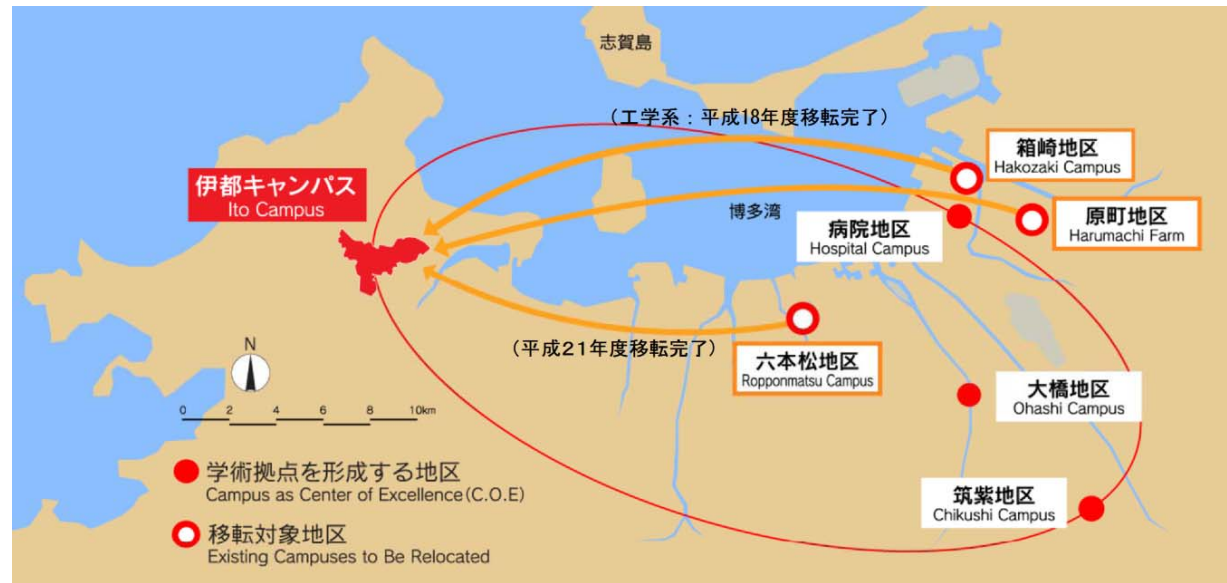 志賀島
（工学系：平成18年度移転完了）
箱崎地区
Hakozaki Campus
伊都キャンパス
Ito Campus
博多湾
病院地区
Hospital Campus
原町地区
Harumachi Farm
（平成２１年度移転完了）
六本松地区
Ropponmatsu Campus
N
0 2 4 6 8 10km
大橋地区
Ohashi Campus
学術拠点を形成する地区
Campus as Center of Excellence(C.O.E)
筑紫地区
Chikushi Campus
移転対象地区
Existing Campuses to Be Relocated